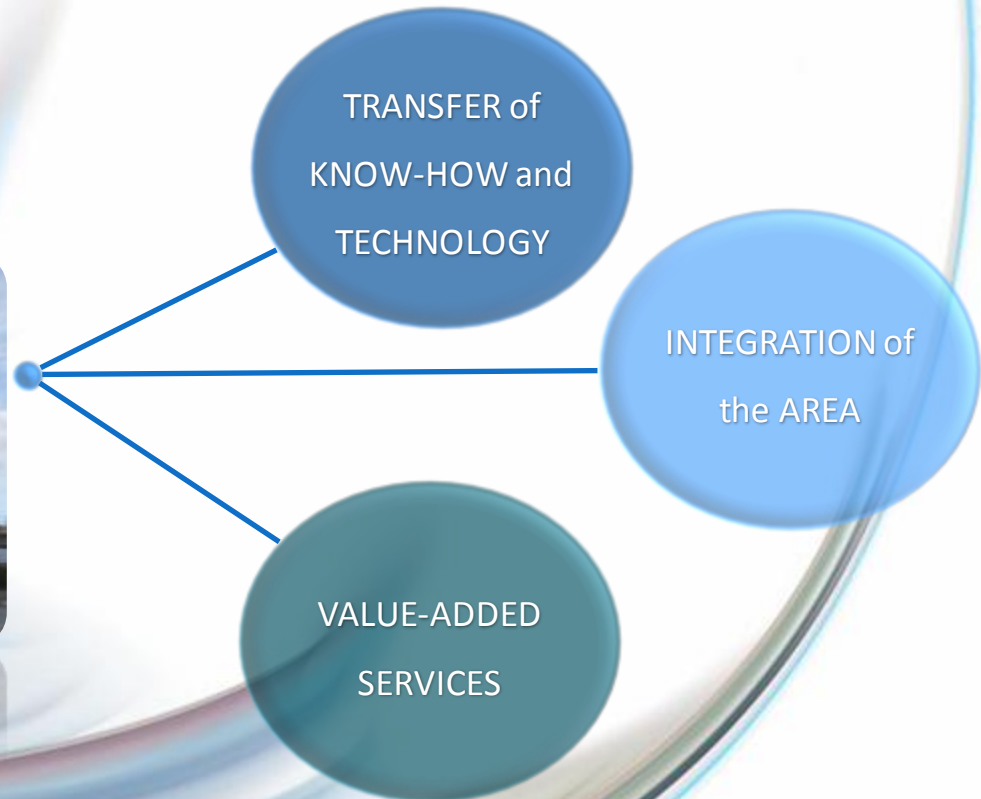 TRANSFER of
KNOW-HOW and
TECHNOLOGY
INTEGRATION of
the AREA
VALUE-ADDED
SERVICES